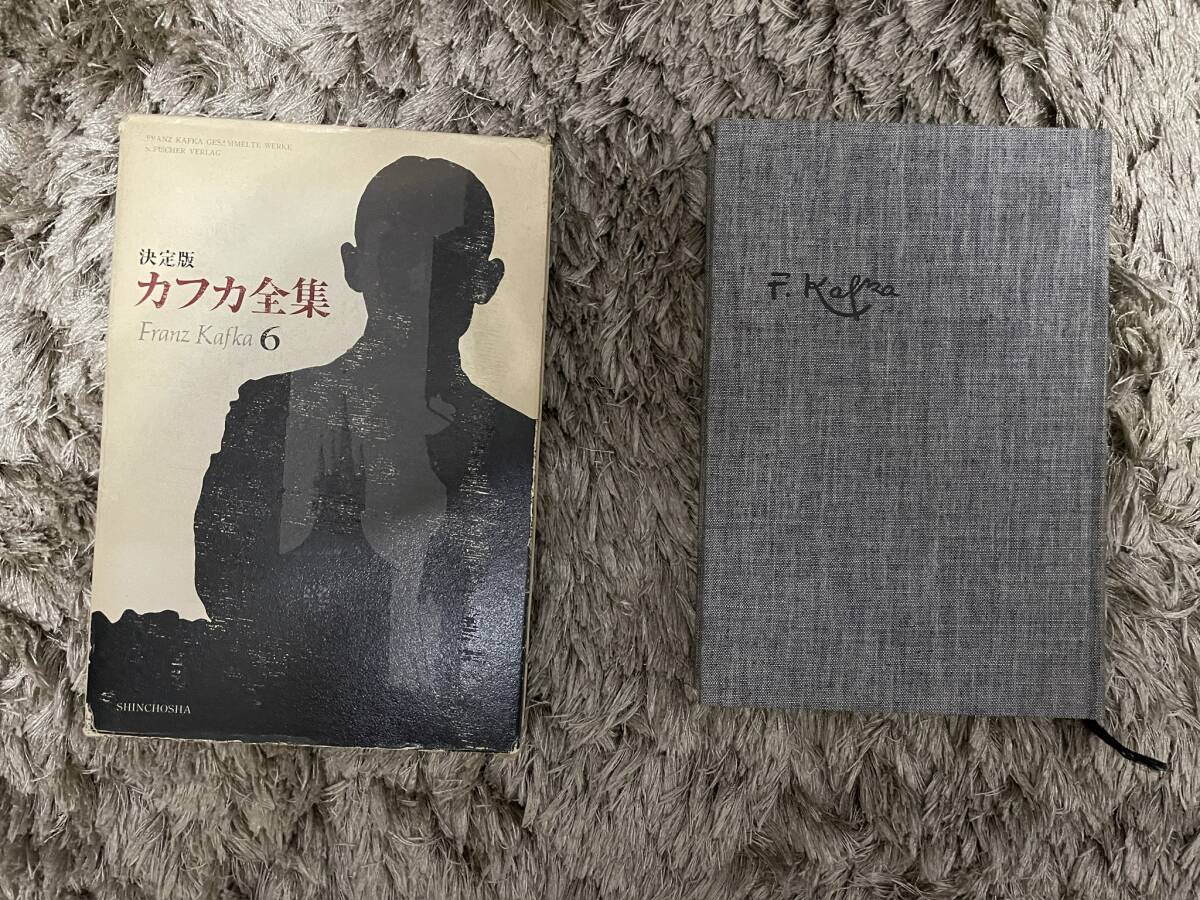 FRANZ KAFKA GESAMMELTE WERKE
S. FISCHER VERLAG
決定版
カフカ全集
Franz Kafka 6
SHINCHOSHA
F. Kafka